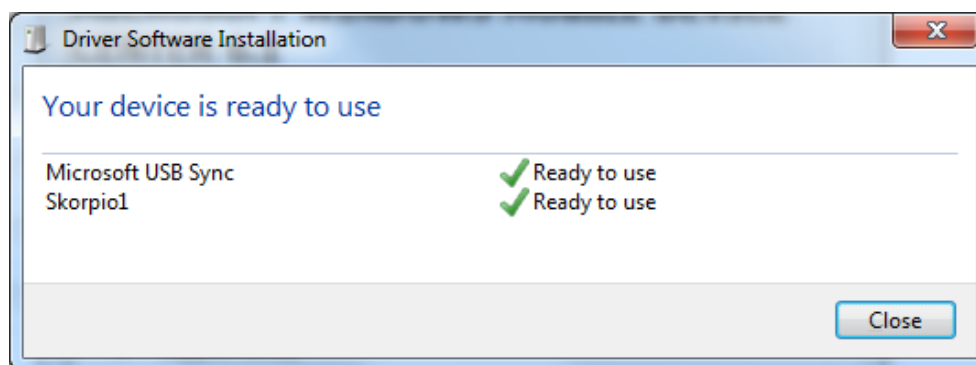 Driver Software Installation
Your device is ready to use
Microsoft USB Sync Ready to use
Skorpio1 Ready to use
Close